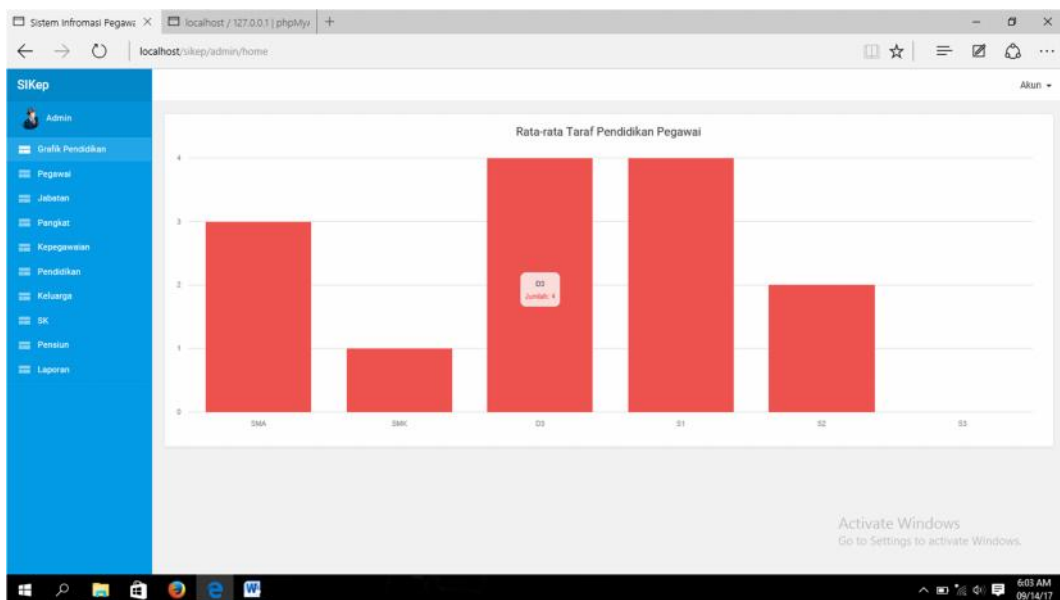 Sistem Infromasi Pegawa
localhost / 127.0.0.1 | phpMy
localhost/sikep/admin/home
SIKep
Akun
Admin
Grafik Pendidikan
Pegawai
Jabatan
Pangkat
Kepegawaian
Pendidikan
Keluarga
SK
Pensiun
Laporan
Rata-rata Taraf Pendidikan Pegawai
4
3
2
1
0
D3
Jumlah: 4
SMA
SMK
D3
S1
S2
S3
Activate Windows
Go to Settings to activate Windows.
6:03 AM
09/14/17